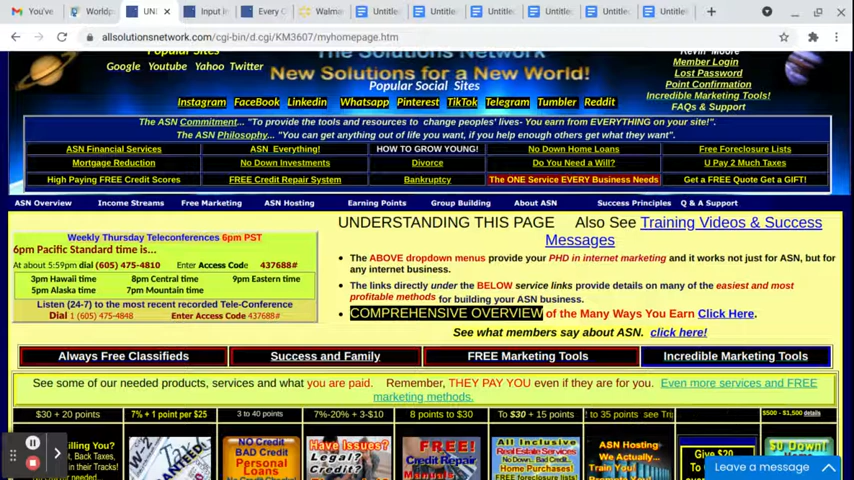 You've
Worldp
UNI
Input It
Every O
Walma
Untitle
Untitle
Untitle
Untitle
Untitle
Untitle
allsolutionsnetwork.com/cgi-bin/d.cgi/KM3607/myhomepage.htm
Popular Sites
The Solutions Network
Kevin Moore
Google Youtube Yahoo Twitter
New Solutions for a New World!
Member Login
Lost Password
Popular Social Sites
Point Confirmation
Incredible Marketing Tools!
Instagram FaceBook Linkedin Whatsapp Pinterest TikTok Telegram Tumbler Reddit
FAQs & Support
The ASN Commitment... "To provide the tools and resources to change peoples' lives- You earn from EVERYTHING on your site!".
The ASN Philosophy... "You can get anything out of life you want, if you help enough others get what they want".
ASN Financial Services ASN Everything! HOW TO GROW YOUNG! No Down Home Loans Free Foreclosure Lists
Mortgage Reduction No Down Investments Divorce Do You Need a Will? U Pay 2 Much Taxes
High Paying FREE Credit Scores FREE Credit Repair System Bankruptcy The ONE Service EVERY Business Needs Get a FREE Quote Get a GIFT!
ASN Overview Income Streams Free Marketing ASN Hosting Earning Points Group Building About ASN Success Principles Q & A Support
UNDERSTANDING THIS PAGE Also See Training Videos & Success Messages
Weekly Thursday Teleconferences 6pm PST
6pm Pacific Standard time is...
At about 5:59pm dial (605) 475-4810 Enter Access Code 437688#
3pm Hawaii time 8pm Central time 9pm Eastern time
5pm Alaska time 7pm Mountain time
Listen (24-7) to the most recorded Tele-Conference
Dial 1 (605) 475-4848 Enter Access Code 437688#
The ABOVE dropdown menus provide your PHD in internet marketing and it works not just for ASN, but for
any internet business.
The links directly under the BELOW service links provide details on many of the easiest and most
profitable methods for building your ASN business.
COMPREHENSIVE OVERVIEW of the Many Ways You Earn Click Here.
See what members say about ASN. click here!
Always Free Classifieds Success and Family FREE Marketing Tools Incredible Marketing Tools
See some of our needed products, services and what you are paid. Remember, THEY PAY YOU even if they are for you. Even more services and FREE
marketing methods.
$30 + 20 points 7% + 1 point per $25 3 to 40 points 7%-20% + 3-$10 8 points to $30 To $30 + 15 points to 35 points see $500 - $1,500 details
illing You?
Back Taxes,
in their Tracks!
W-2
WANTED!
NO Credit
BAD Credit
Personal
Loans
Have Issues?
Legal?
Credit?
FREE!
Credit Repair
Manuals
All Inclusive
Real Estate Services
No Down.. Bad Credit..
Home Purchases!
FREE foreclosure lists!
ASN Hosting
We Actually...
Train You!
Give $20
$0 Down!
Leave a message